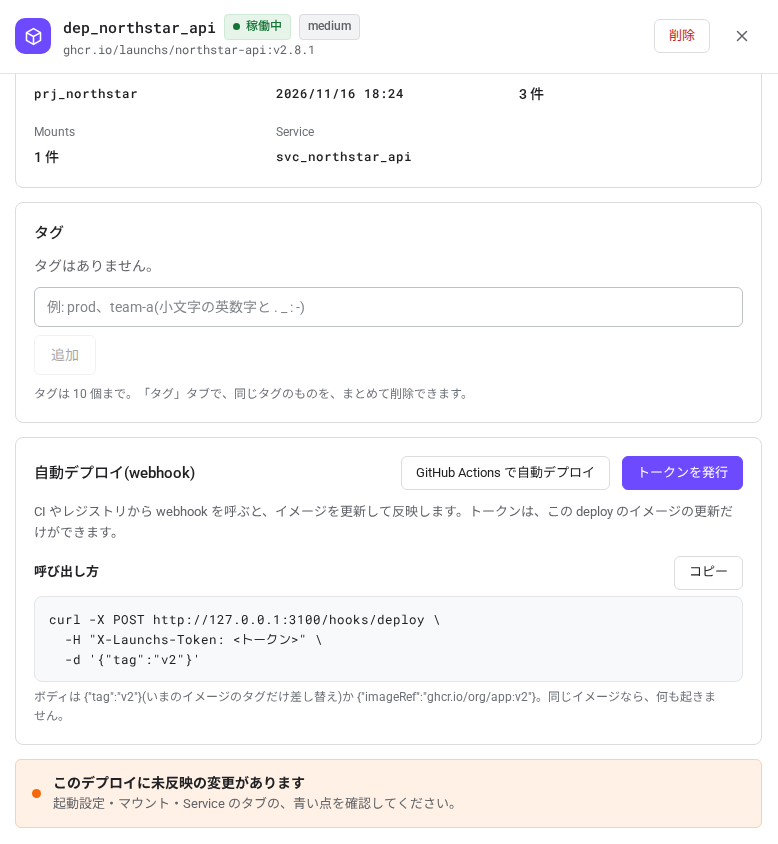 dep_northstar_api 稼働中 medium 削除
ghcr.io/launchs/northstar-api:v2.8.1
prj_northstar 2026/11/16 18:24 3 件
Mounts Service
1 件 svc_northstar_api
タグ
タグはありません。
例: prod、team-a(小文字の英数字と . _ : -)
追加
タグは 10 個まで。「タグ」タブで、同じタグのものを、まとめて削除できます。
自動デプロイ(webhook) GitHub Actions で自動デプロイ トークンを発行
CI やレジストリから webhook を呼ぶと、イメージを更新して反映します。トークンは、この deploy のイメージの更新だ
けができます。
呼び出し方 コピー
curl -X POST http://127.0.0.1:3100/hooks/deploy \
-H "X-Launchs-Token: <トークン>" \
-d '{"tag":"v2"}'
ボディは {"tag":"v2"}(いまのイメージのタグだけ差し替え)か {"imageRef":"ghcr.io/org/app:v2"}。同じイメージなら、何も起きま
せん。
このデプロイに未反映の変更があります
起動設定・マウント・Service のタブの、青い点を確認してください。